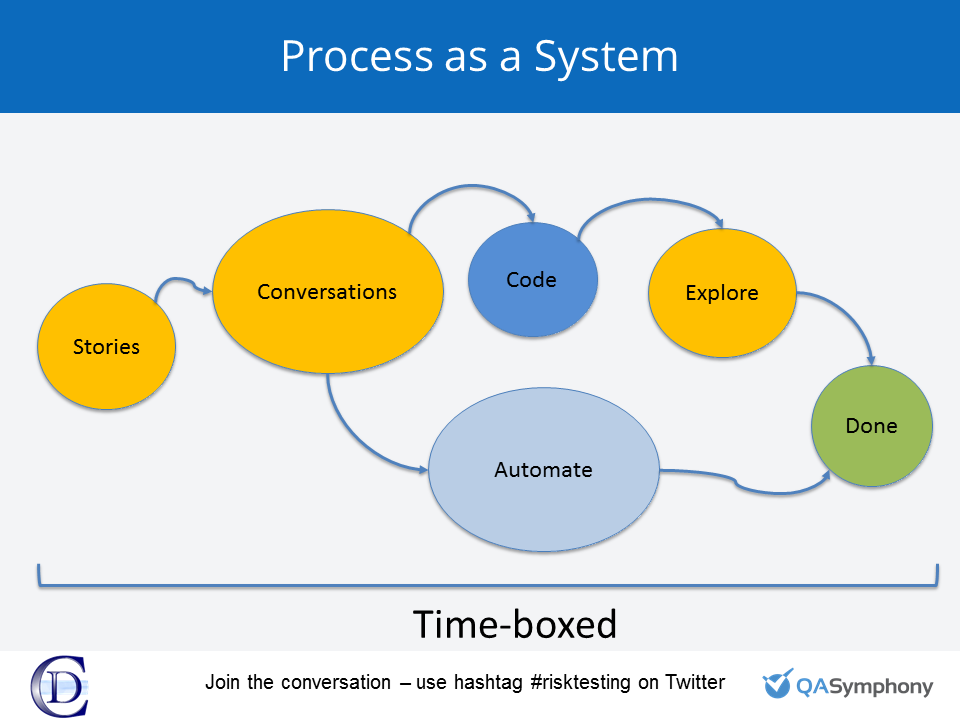 Process as a System
Conversations
Code
Explore
Stories
Done
Automate
Time-boxed
CD
Join the conversation – use hashtag #risktesting on Twitter
QASymphony